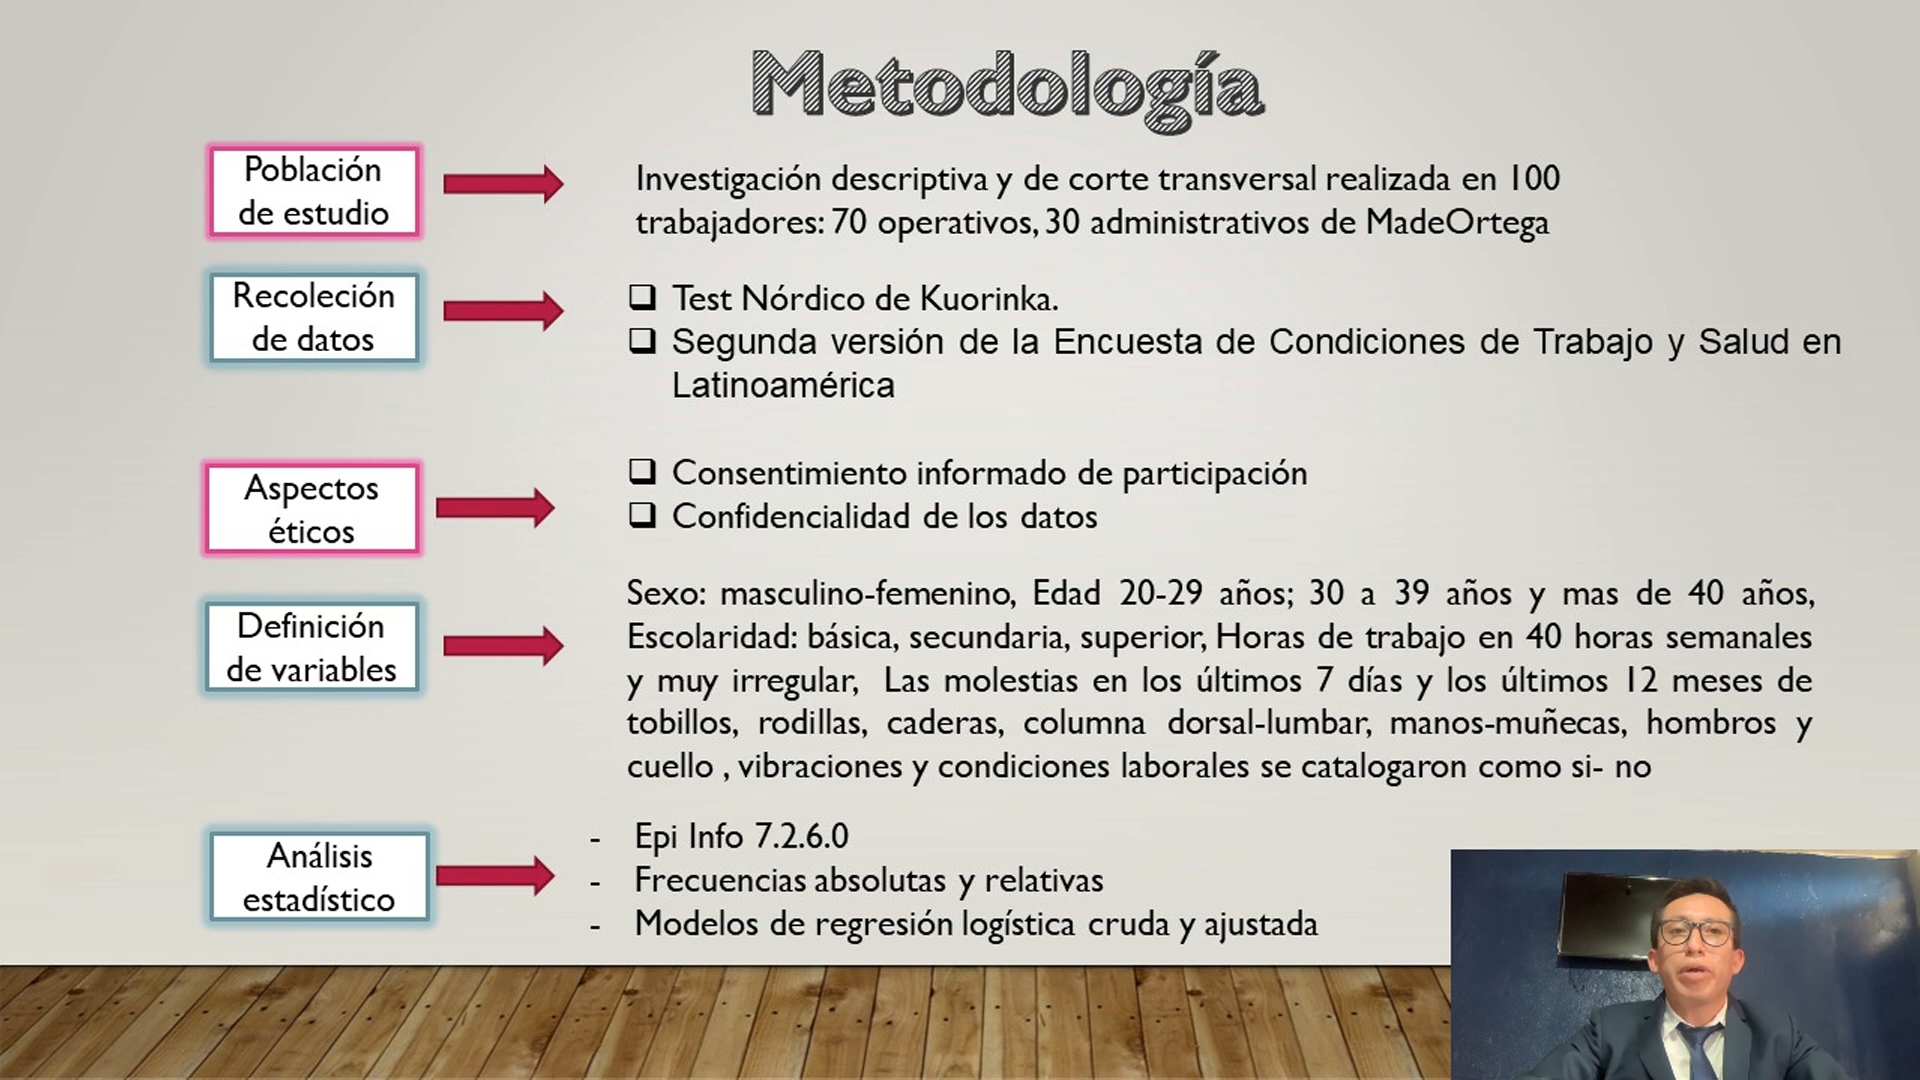 Metodología
Población
de estudio
Investigación descriptiva y de corte transversal realizada en 100
trabajadores: 70 operativos, 30 administrativos de MadeOrtega
Recoleción
de datos
Test Nórdico de Kuorinka.
Segunda versión de la Encuesta de Condiciones de Trabajo y Salud en
Latinoamérica
Aspectos
éticos
Consentimiento informado de participación
Confidencialidad de los datos
Definición
de variables
Sexo: masculino-femenino, Edad 20-29 años; 30 a 39 años y mas de 40 años,
Escolaridad: básica, secundaria, superior, Horas de trabajo en 40 horas semanales
y muy irregular, Las molestias en los últimos 7 días y los últimos 12 meses de
tobillos, rodillas, caderas, columna dorsal-lumbar, manos-muñecas, hombros y
cuello , vibraciones y condiciones laborales se catalogaron como si- no
Análisis
estadístico
- Epi Info 7.2.6.0
- Frecuencias absolutas y relativas
- Modelos de regresión logística cruda y ajustada